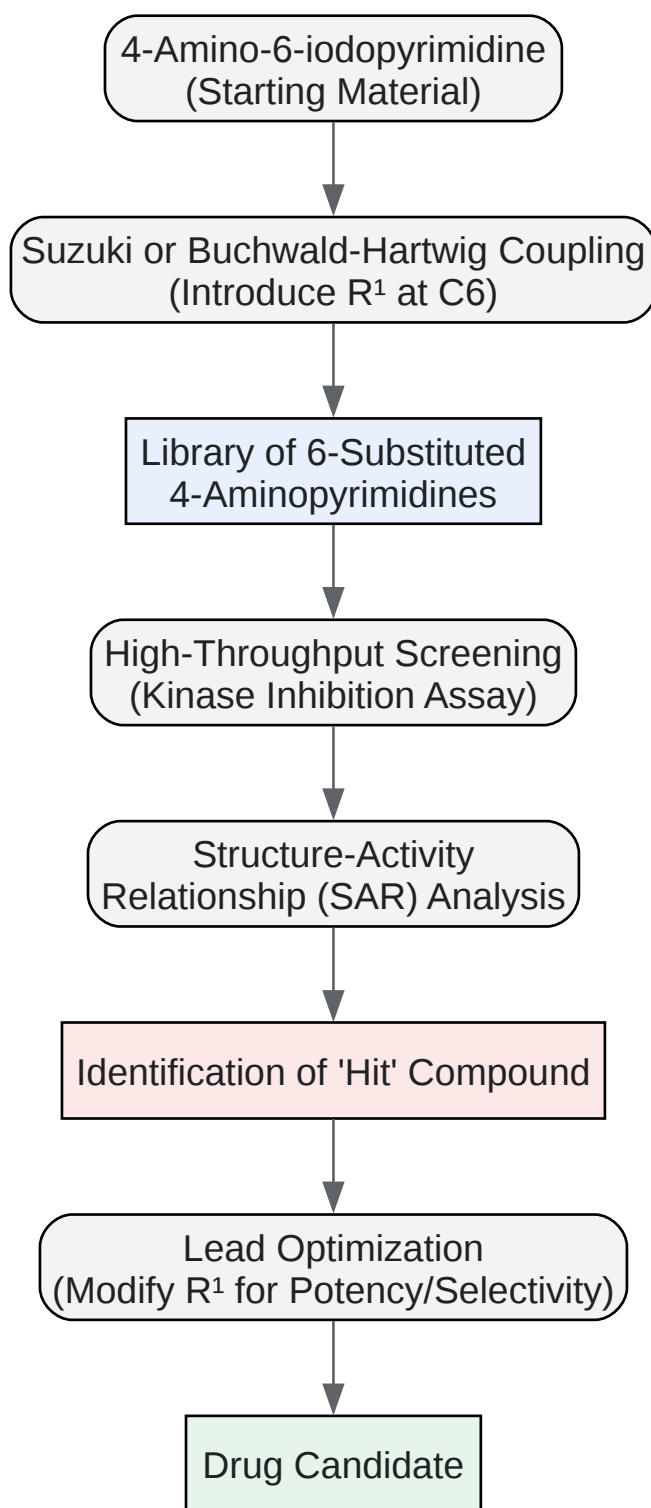 4-Amino-6-iodopyrimidine
(Starting Material)
Suzuki or Buchwald-Hartwig Coupling
(Introduce R¹ at C6)
Library of 6-Substituted
4-Aminopyrimidines
High-Throughput Screening
(Kinase Inhibition Assay)
Structure-Activity
Relationship (SAR) Analysis
Identification of 'Hit' Compound
Lead Optimization
(Modify R¹ for Potency/Selectivity)
Drug Candidate